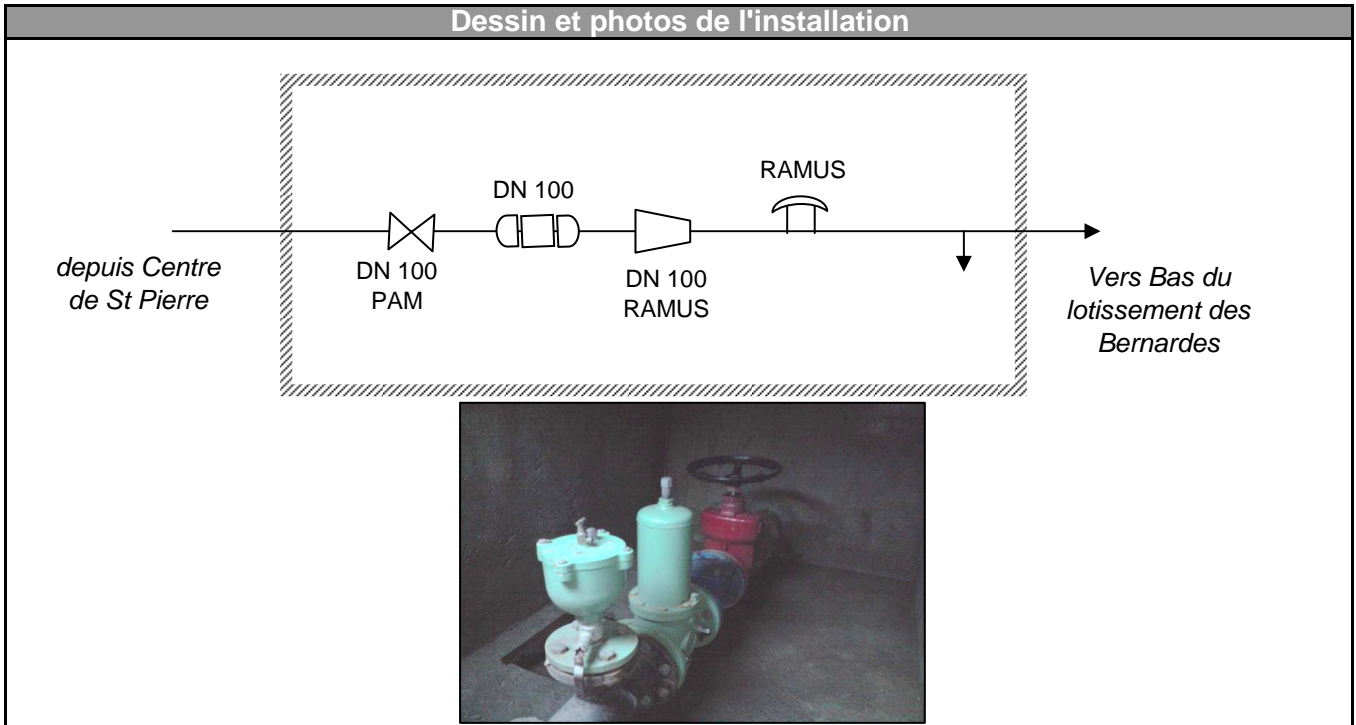 Dessin et photos de l'installation
RAMUS
DN 100
depuis Centre
de St Pierre
DN 100
PAM
DN 100
RAMUS
Vers Bas du
lotissement des
Bernardes